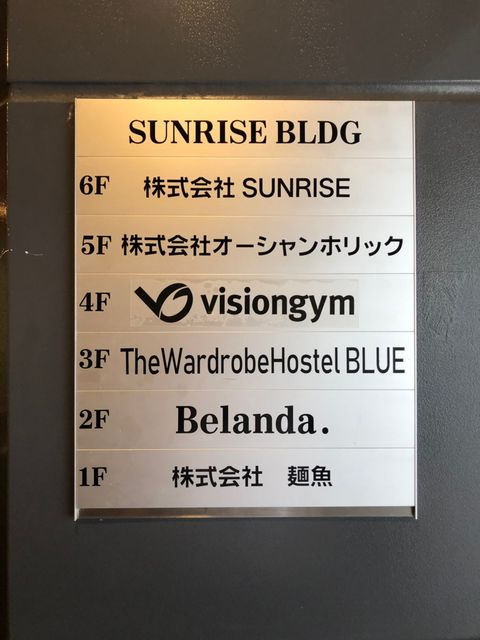 SUNRISE BLDG
6F 株式会社 SUNRISE
5F 株式会社オーシャンホリック
4F visiongym
3F TheWardrobeHostel BLUE
2F Belanda.
1F 株式会社　麺魚